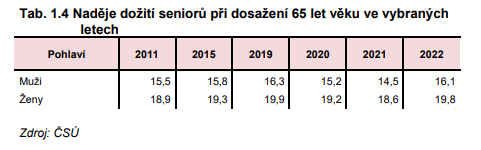 Tab. 1.4 Naděje dožití seniorů při dosažení 65 let věku ve vybraných
letech
Pohlaví 2011 2015 2019 2020 2021 2022
Muži 15,5 15,8 16,3 15,2 14,5 16,1
Ženy 18,9 19,3 19,9 19,2 18,6 19,8
Zdroj: ČSÚ